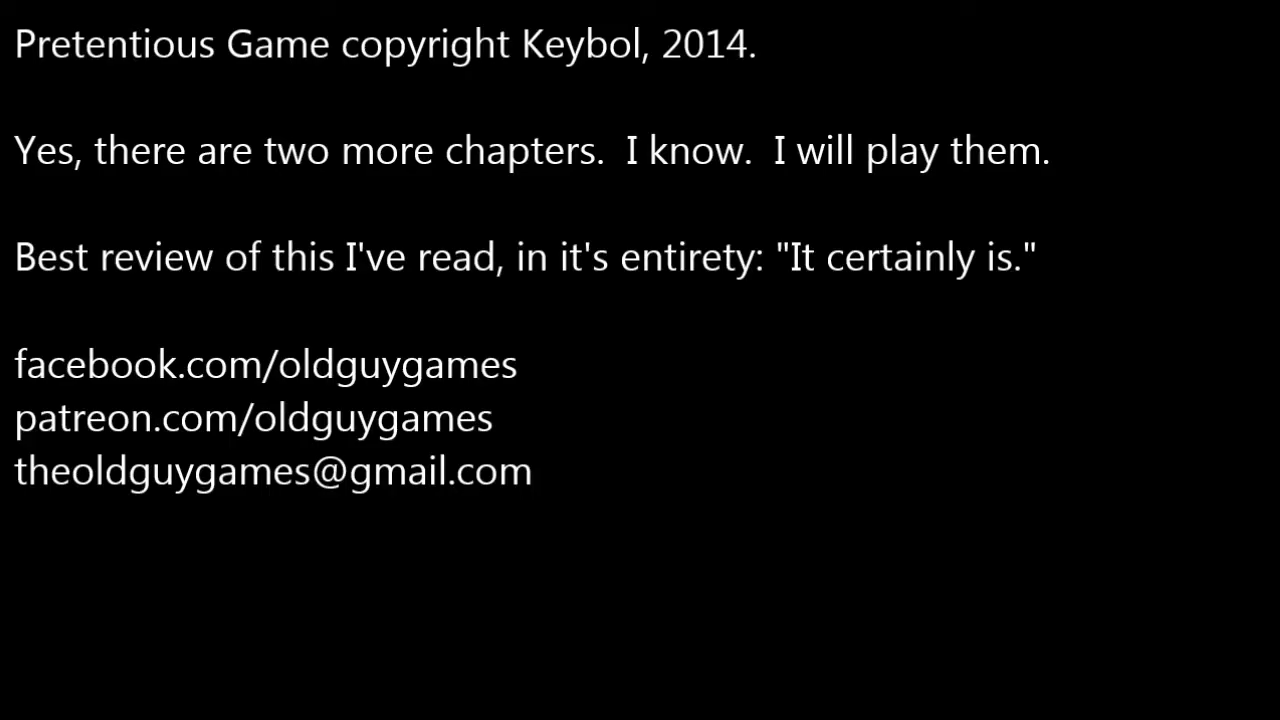 Pretentious Game copyright Keybol, 2014.
Yes, there are two more chapters.  I know.  I will play them.
Best review of this I've read, in it's entirety: "It certainly is."
facebook.com/oldguygames
patreon.com/oldguygames
theoldguygames@gmail.com